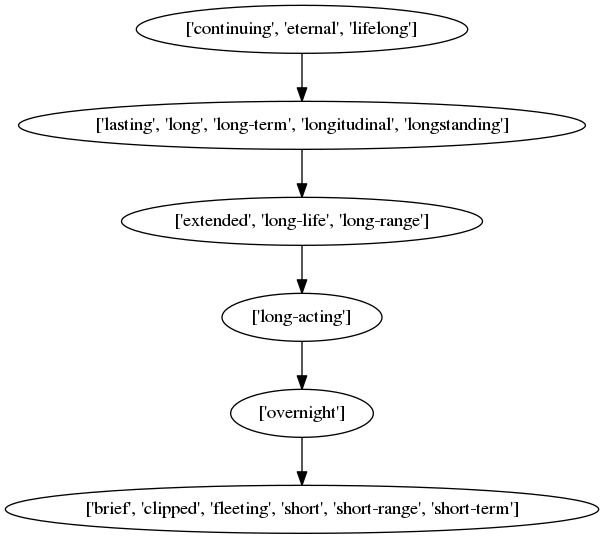 ['continuing', 'eternal', 'lifelong']
['lasting', 'long', 'long-term', 'longitudinal', 'longstanding']
['extended', 'long-life', 'long-range']
['long-acting']
['overnight']
['brief', 'clipped', 'fleeting', 'short', 'short-range', 'short-term']